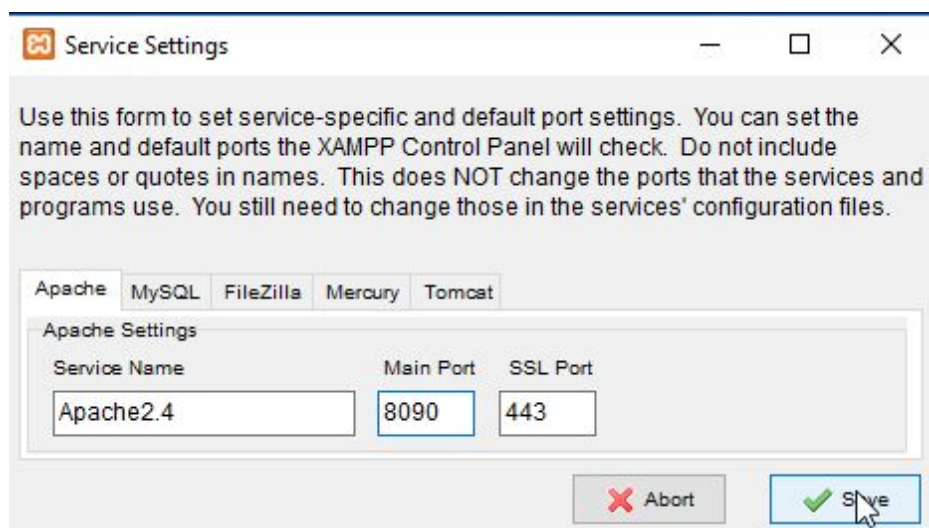 Service Settings
Use this form to set service-specific and default port settings.  You can set the
name and default ports the XAMPP Control Panel will check.  Do not include
spaces or quotes in names.  This does NOT change the ports that the services and
programs use.  You still need to change those in the services' configuration files.
Apache MySQL FileZilla Mercury Tomcat
Apache Settings
Service Name Main Port SSL Port
Apache2.4 8090 443
Abort Save